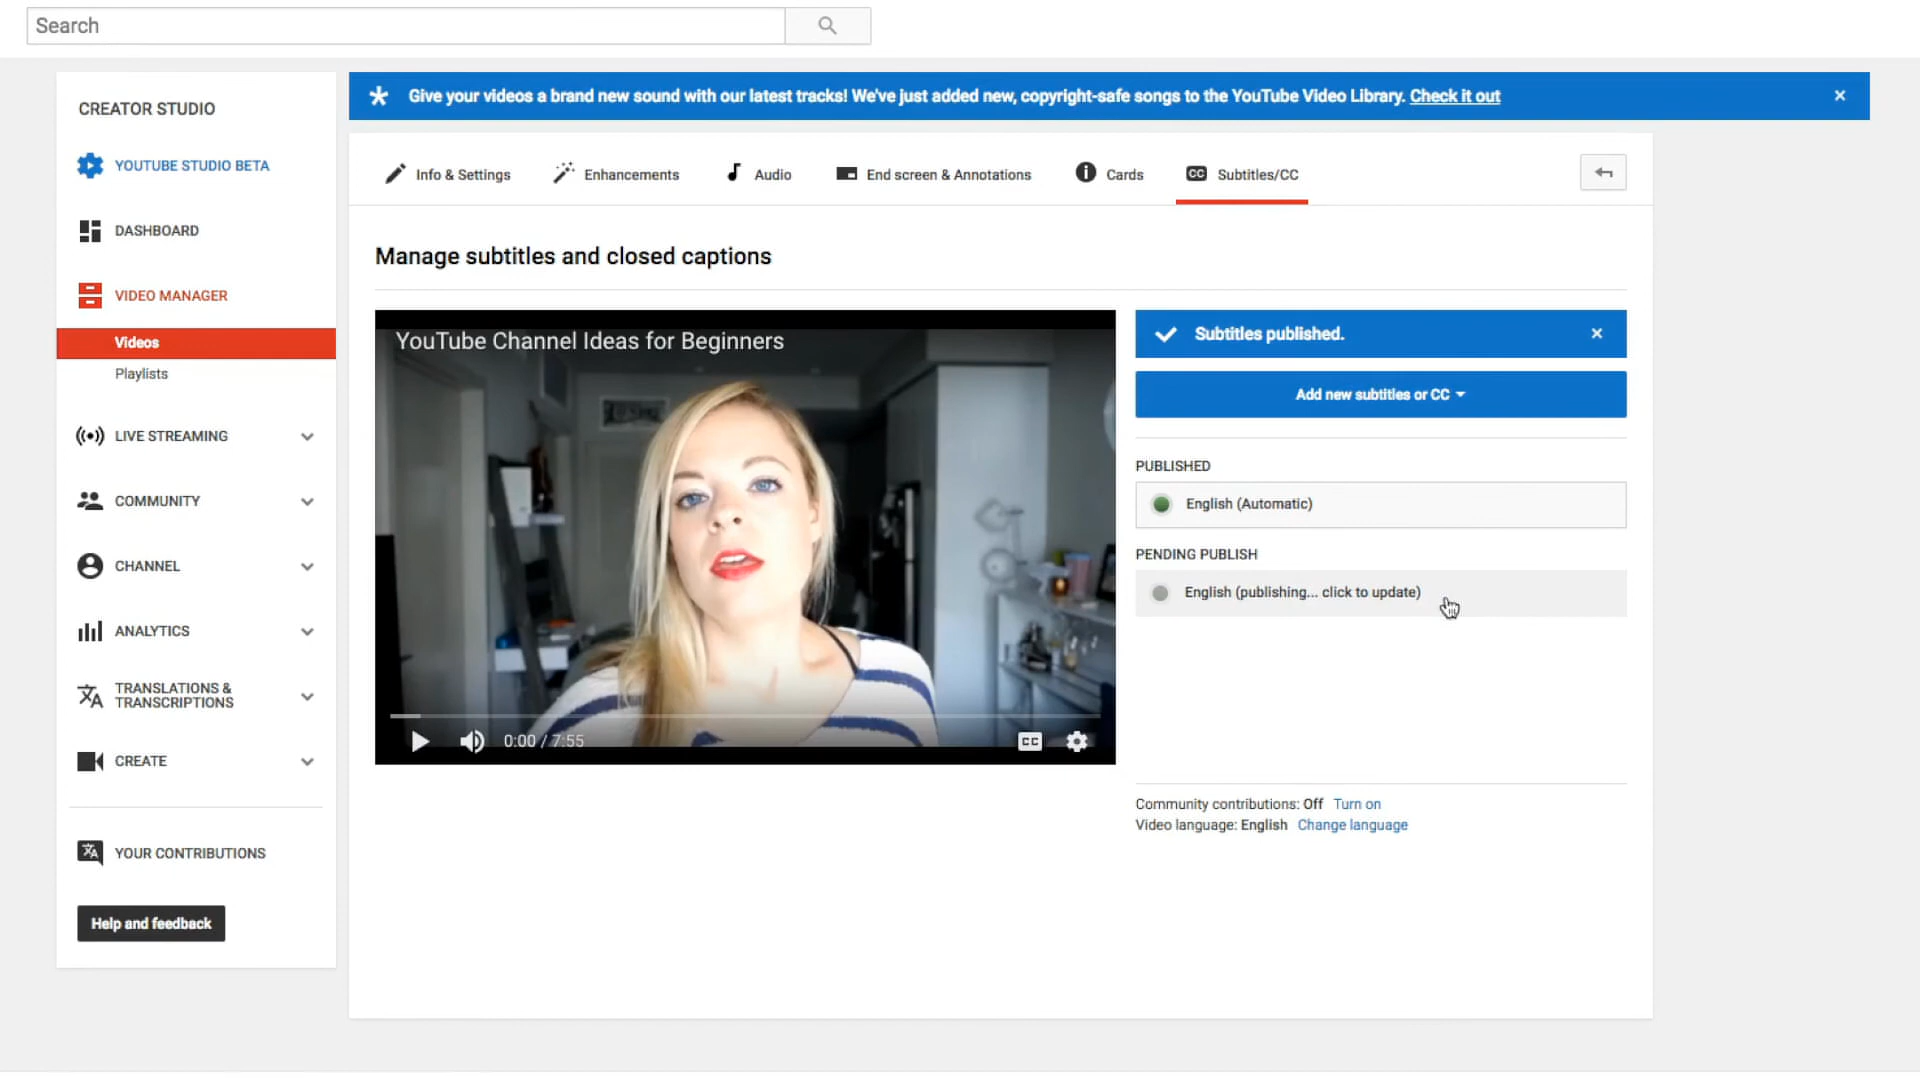 Search
CREATOR STUDIO
YOUTUBE STUDIO BETA
DASHBOARD
VIDEO MANAGER
Videos
Playlists
LIVE STREAMING
COMMUNITY
CHANNEL
ANALYTICS
TRANSLATIONS &
TRANSCRIPTIONS
CREATE
YOUR CONTRIBUTIONS
Help and feedback
Give your videos a brand new sound with our latest tracks! We've just added new, copyright-safe songs to the YouTube Video Library. Check it out
Info & Settings
Enhancements
Audio
End screen & Annotations
Cards
CC Subtitles/CC
Manage subtitles and closed captions
YouTube Channel Ideas for Beginners
0:00 / 7:55
CC
Subtitles published.
Add new subtitles or CC
PUBLISHED
English (Automatic)
PENDING PUBLISH
English (publishing... click to update)
Community contributions: Off Turn on
Video language: English Change language